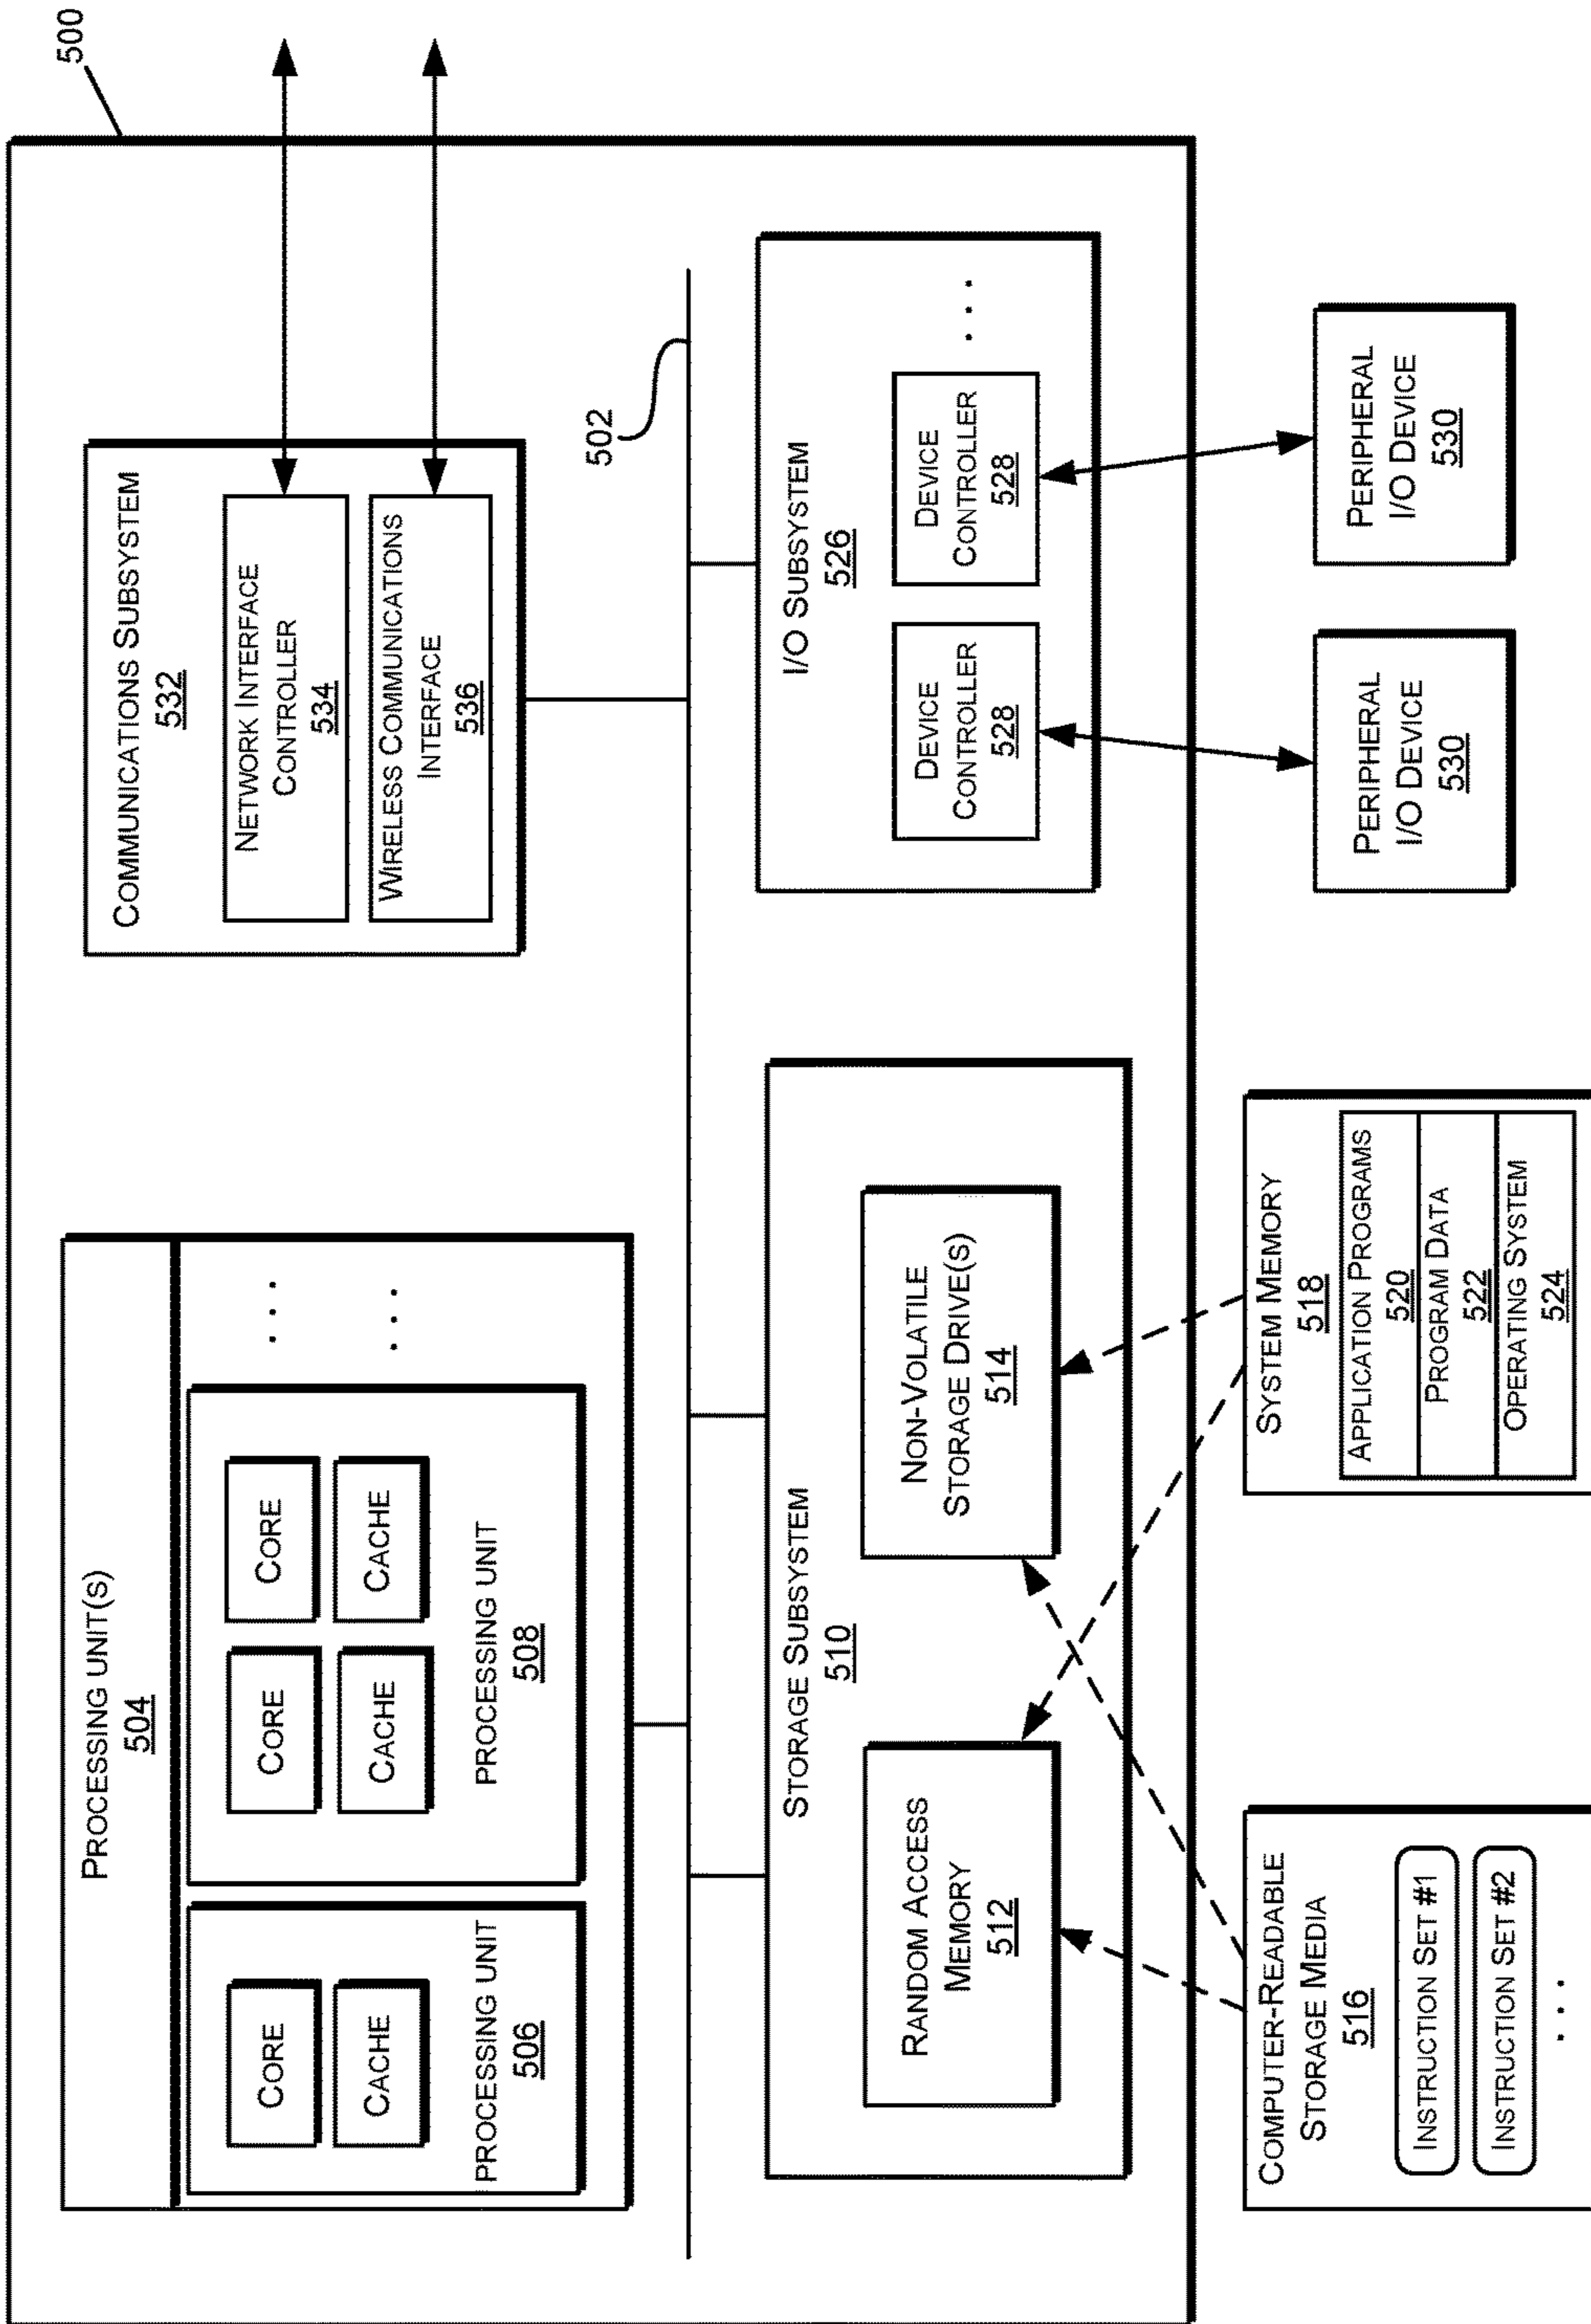 500
PROCESSING UNIT(S)
504
CORE
CACHE
PROCESSING UNIT
506
CORE
CORE
CACHE
CACHE
PROCESSING UNIT
508
. . .
. . .
COMMUNICATIONS SUBSYSTEM
532
NETWORK INTERFACE
CONTROLLER
534
WIRELESS COMMUNICATIONS
INTERFACE
536
502
STORAGE SUBSYSTEM
510
RANDOM ACCESS
MEMORY
512
NON-VOLATILE
STORAGE DRIVE(S)
514
I/O SUBSYSTEM
526
DEVICE
CONTROLLER
528
DEVICE
CONTROLLER
528
. . .
COMPUTER-READABLE
STORAGE MEDIA
516
INSTRUCTION SET #1
INSTRUCTION SET #2
. . .
SYSTEM MEMORY
518
APPLICATION PROGRAMS
520
PROGRAM DATA
522
OPERATING SYSTEM
524
PERIPHERAL
I/O DEVICE
530
PERIPHERAL
I/O DEVICE
530